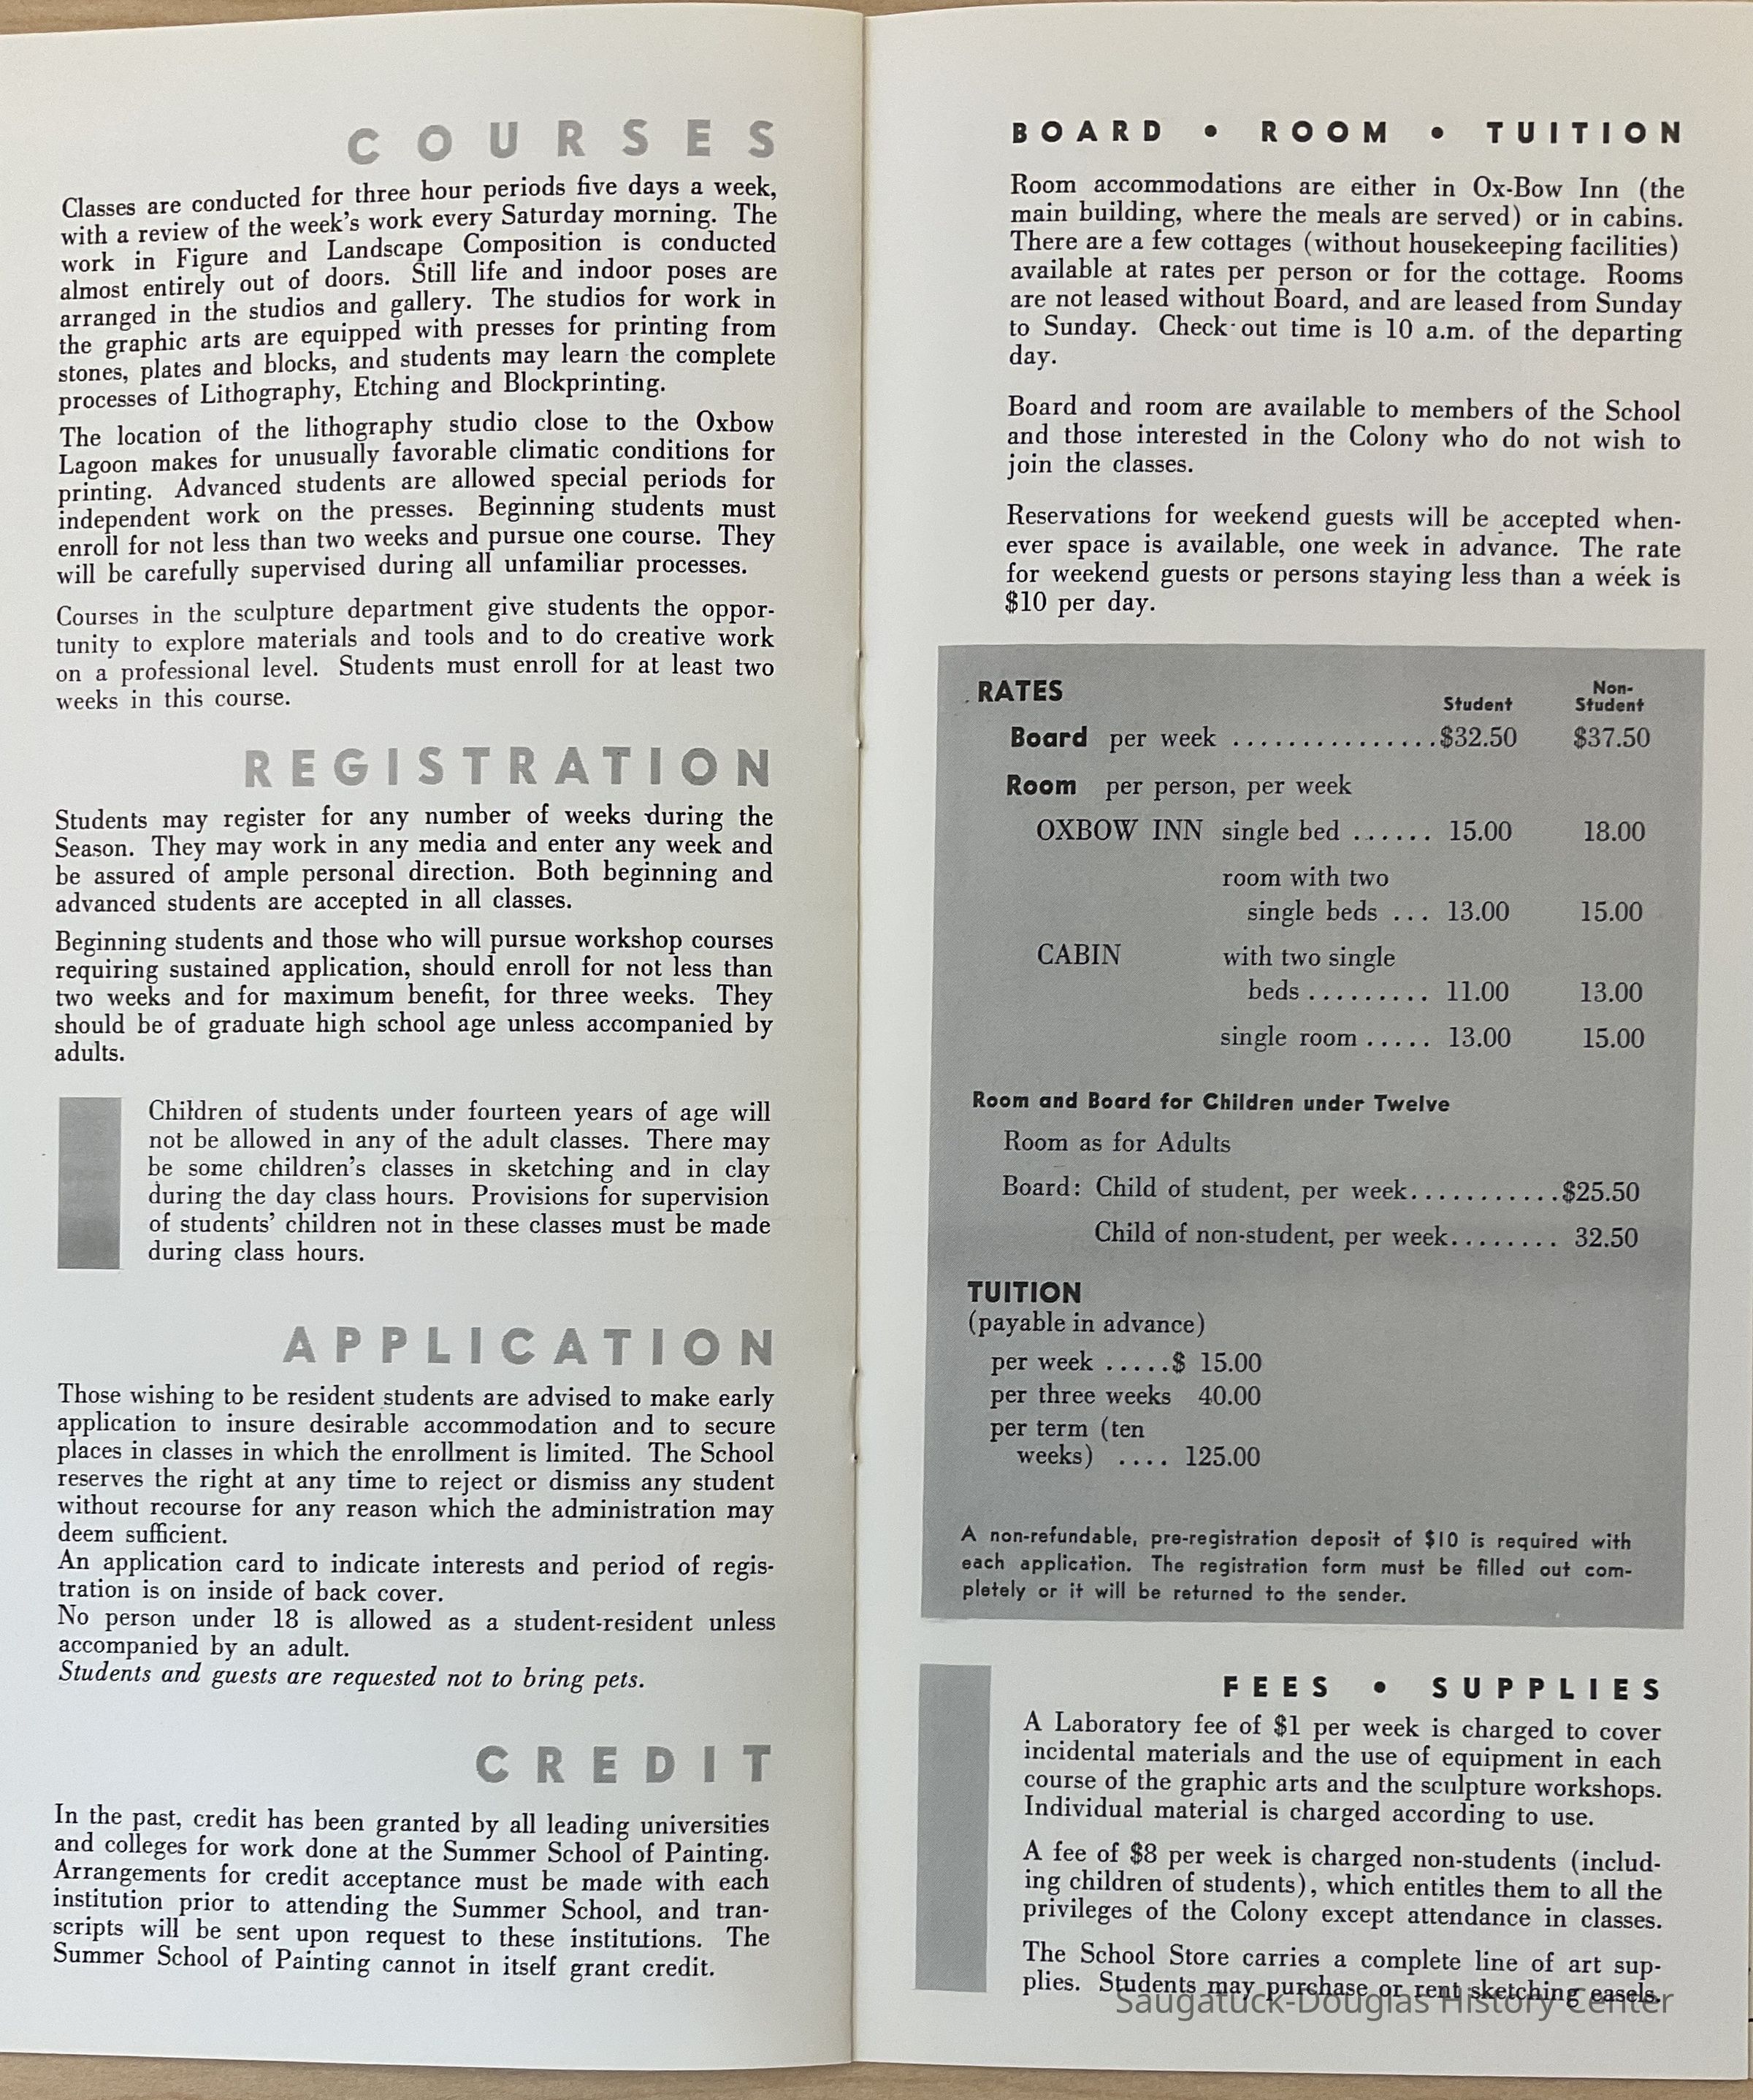 COURSES
Classes are conducted for three hour periods five days a week,
with a review of the week's work every Saturday morning. The
work in Figure and Landscape Composition is conducted
almost entirely out of doors. Still life and indoor poses are
arranged in the studios and gallery. The studios for work in
the graphic arts are equipped with presses for printing from
stones, plates and blocks, and students may learn the complete
processes of Lithography, Etching and Blockprinting.
The location of the lithography studio close to the Oxbow
Lagoon makes for unusually favorable climatic conditions for
printing. Advanced students are allowed special periods for
independent work on the presses. Beginning students must
enroll for not less than two weeks and pursue one course. They
will be carefully supervised during all unfamiliar processes.
Courses in the sculpture department give students the oppor-
tunity to explore materials and tools and to do creative work
on a professional level. Students must enroll for at least two
weeks in this course.
REGISTRATION
Students may register for any number of weeks during the
Season. They may work in any media and enter any week and
be assured of ample personal direction. Both beginning and
advanced students are accepted in all classes.
Beginning students and those who will pursue workshop courses
requiring sustained application, should enroll for not less than
two weeks and for maximum benefit, for three weeks. They
should be of graduate high school age unless accompanied by
adults.
Children of students under fourteen years of age will
not be allowed in any of the adult classes. There may
be some children's classes in sketching and in clay
during the day class hours. Provisions for supervision
of students' children not in these classes must be made
during class hours.
APPLICATION
Those wishing to be resident students are advised to make early
application to insure desirable accommodation and to secure
places in classes in which the enrollment is limited. The School
reserves the right at any time to reject or dismiss any student
without recourse for any reason which the administration may
deem sufficient.
An application card to indicate interests and period of regis-
tration is on inside of back cover.
No person under 18 is allowed as a student-resident unless
accompanied by an adult.
Students and guests are requested not to bring pets.
CREDIT
In the past, credit has been granted by all leading universities
and colleges for work done at the Summer School of Painting.
Arrangements for credit acceptance must be made with each
institution prior to attending the Summer School, and tran-
scripts will be sent upon request to these institutions. The
Summer School of Painting cannot in itself grant credit.
BOARD • ROOM • TUITION
Room accommodations are either in Ox-Bow Inn (the
main building, where the meals are served) or in cabins.
There are a few cottages (without housekeeping facilities)
available at rates per person or for the cottage. Rooms
are not leased without Board, and are leased from Sunday
to Sunday. Check-out time is 10 a.m. of the departing
day.
Board and room are available to members of the School
and those interested in the Colony who do not wish to
join the classes.
Reservations for weekend guests will be accepted when-
ever space is available, one week in advance. The rate
for weekend guests or persons staying less than a week is
$10 per day.
RATES Student Non-Student
Board per week ...............$32.50 $37.50
Room per person, per week
OXBOW INN single bed ...... 15.00 18.00
room with two
single beds ... 13.00 15.00
CABIN with two single
beds ......... 11.00 13.00
single room ..... 13.00 15.00
Room and Board for Children under Twelve
Room as for Adults
Board: Child of student, per week...........$25.50
Child of non-student, per week........ 32.50
TUITION
(payable in advance)
per week .....$ 15.00
per three weeks 40.00
per term (ten
weeks) .... 125.00
A non-refundable, pre-registration deposit of $10 is required with
each application. The registration form must be filled out com-
pletely or it will be returned to the sender.
FEES • SUPPLIES
A Laboratory fee of $1 per week is charged to cover
incidental materials and the use of equipment in each
course of the graphic arts and the sculpture workshops.
Individual material is charged according to use.
A fee of $8 per week is charged non-students (includ-
ing children of students), which entitles them to all the
privileges of the Colony except attendance in classes.
The School Store carries a complete line of art sup-
plies. Students may purchase or rent sketching easels.
Saugatuck-Douglas History Center